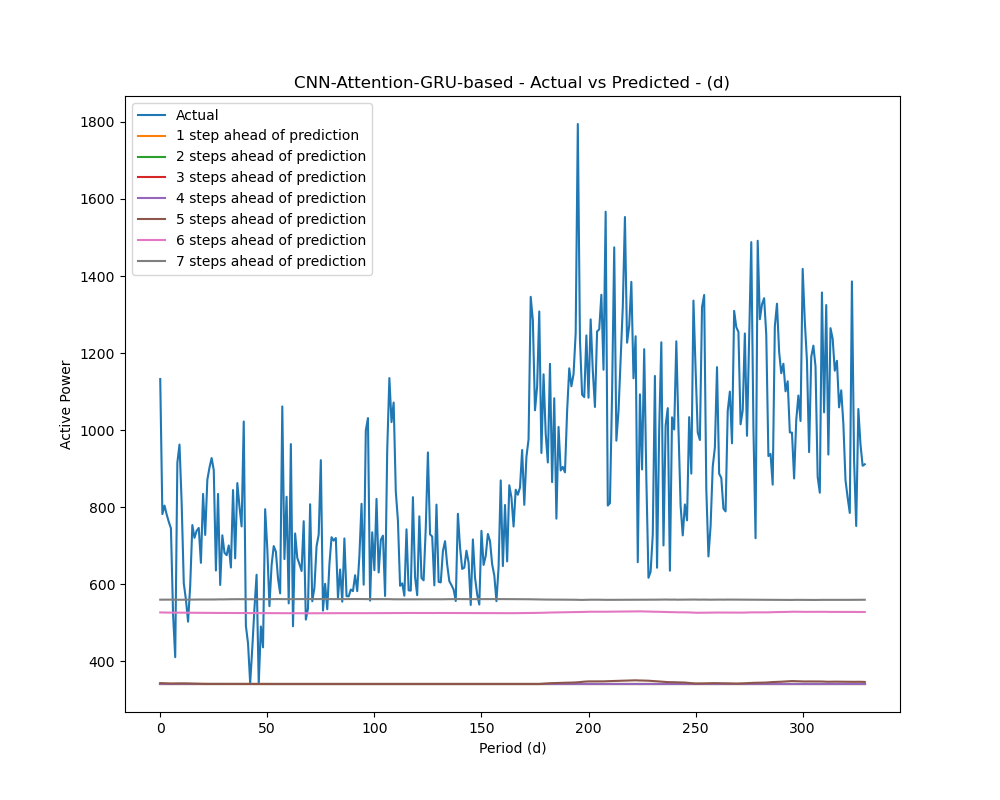 CNN-Attention-GRU-based - Actual vs Predicted - (d)
Actual
1 step ahead of prediction
2 steps ahead of prediction
3 steps ahead of prediction
4 steps ahead of prediction
5 steps ahead of prediction
6 steps ahead of prediction
7 steps ahead of prediction
1800
1600
1400
1200
1000
800
600
400
Active Power
0 50 100 150 200 250 300
Period (d)